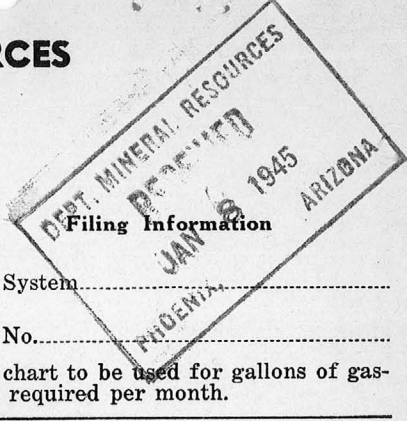 RCES
DEPT. MINERAL RESOURCES
RECEIVED
JAN 8 1945
PHOENIX, ARIZONA
Filing Information
System
No.
chart to be used for gallons of gas-
required per month.